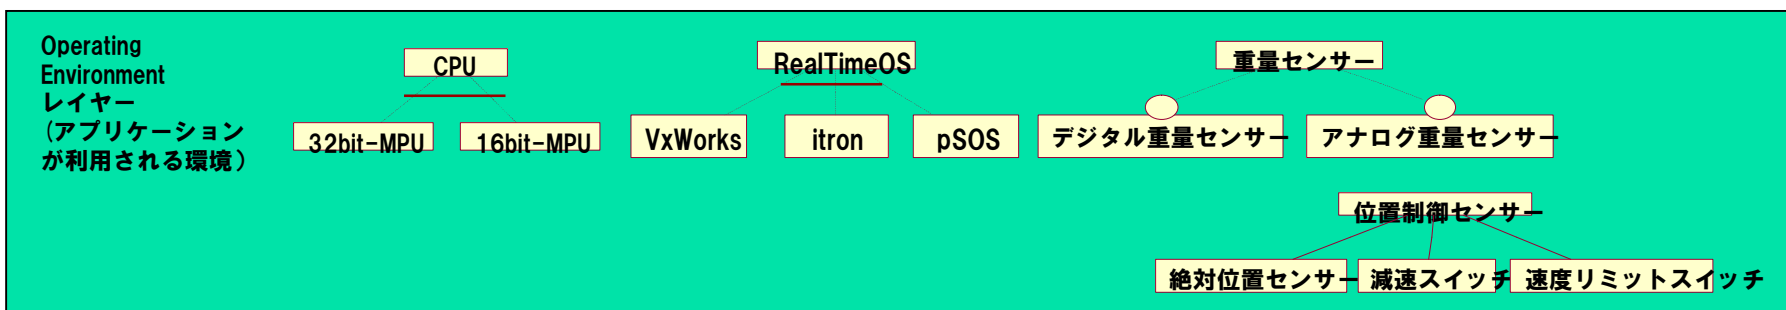 Operating
Environment
レイヤー
（アプリケーション
が利用される環境）
CPU
32bit-MPU
16bit-MPU
RealTimeOS
VxWorks
itron
pSOS
重量センサー
デジタル重量センサー
アナログ重量センサー
位置制御センサー
絶対位置センサー
減速スイッチ
速度リミットスイッチ